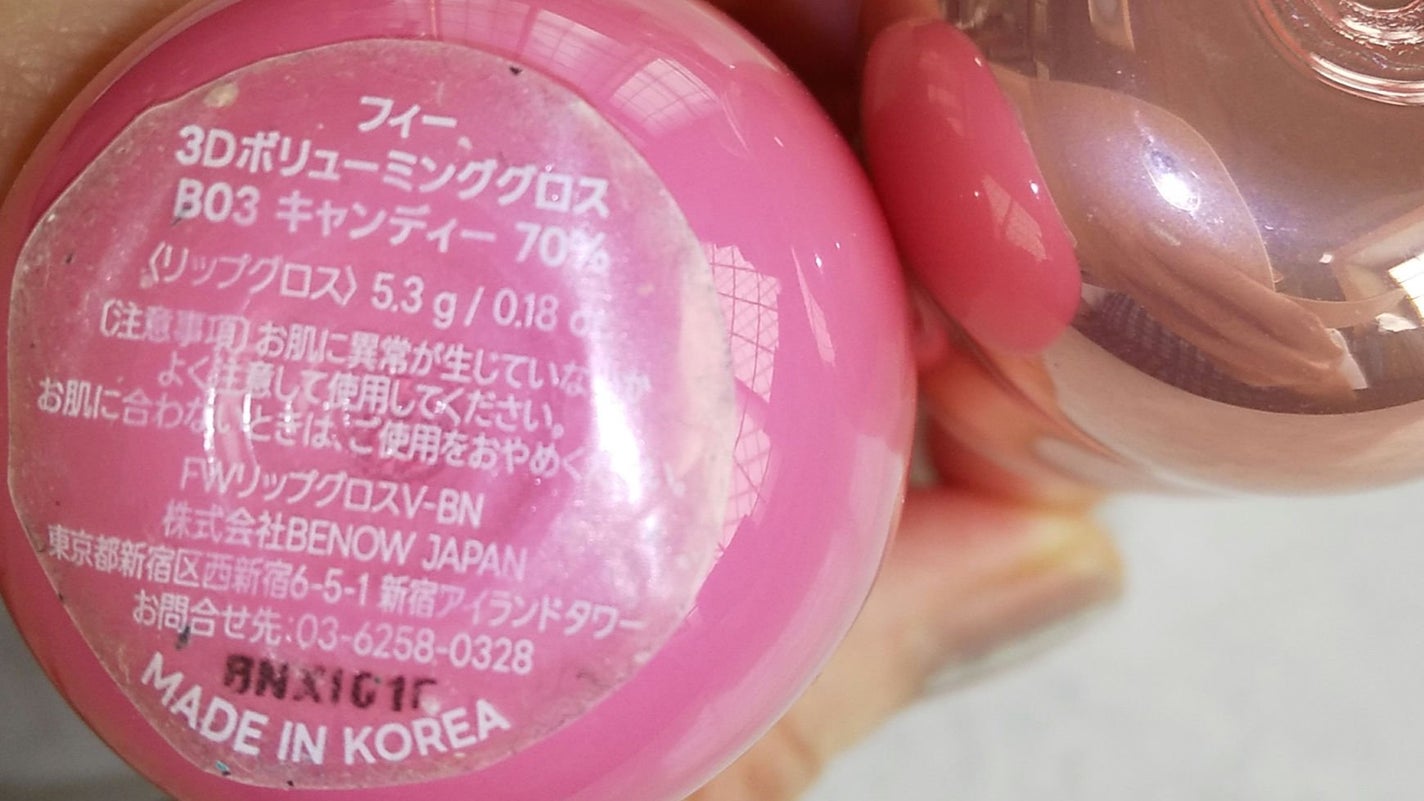 フィー
3Dボリューミンググロス
B03 キャンディー 70%
〈リップグロス〉 5.3 g / 0.18
〔注意事項〕お肌に異常が生じていないか
よく注意して使用してください。
お肌に合わないときは、ご使用をおやめ
FWリップグロスV-BN
株式会社BENOW JAPAN
東京都新宿区西新宿6-5-1 新宿アイランドタワー
お問合せ先:03-6258-0328
MADE IN KOREA